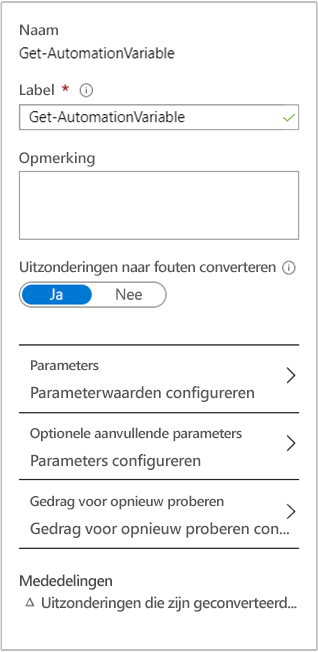 Naam
Get-AutomationVariable
Label *
Get-AutomationVariable
Opmerking
Uitzonderingen naar fouten converteren
Ja Nee
Parameters
Parameterwaarden configureren
Optionele aanvullende parameters
Parameters configureren
Gedrag voor opnieuw proberen
Gedrag voor opnieuw proberen con...
Mededelingen
Uitzonderingen die zijn geconverteerd...